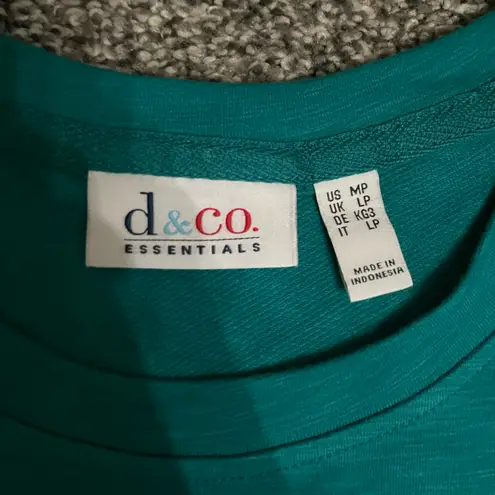 d&co.
ESSENTIALS
US MP
UK LP
DE KG3
IT LP
MADE IN
INDONESIA